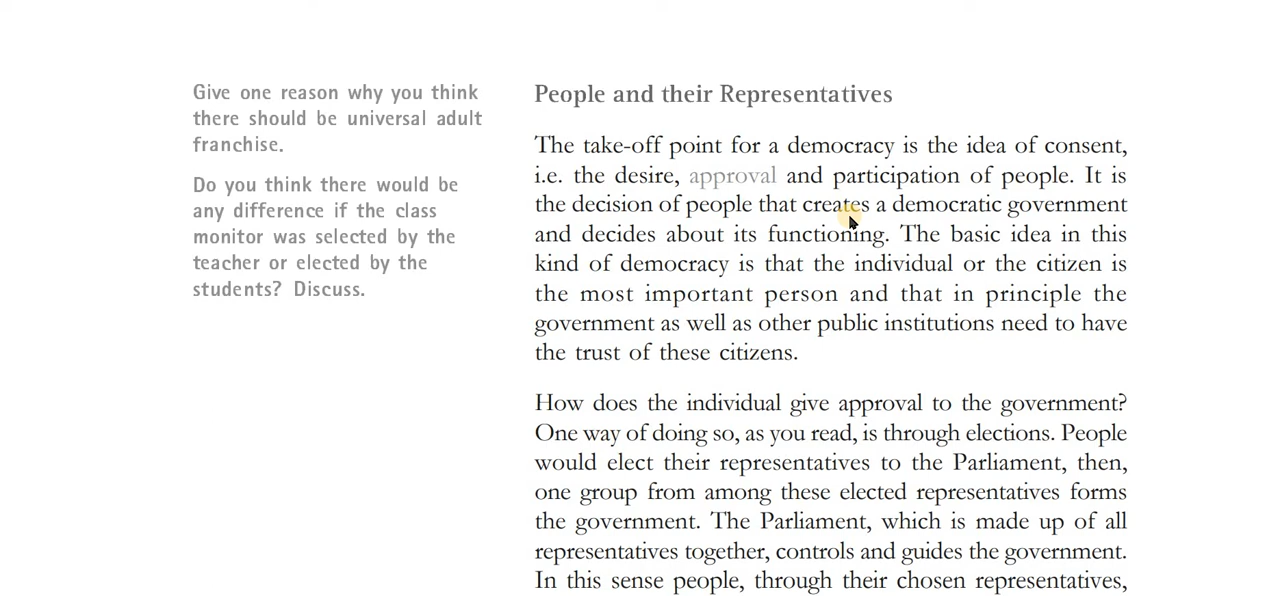 Give one reason why you think
there should be universal adult
franchise.
Do you think there would be
any difference if the class
monitor was selected by the
teacher or elected by the
students? Discuss.
People and their Representatives
The take-off point for a democracy is the idea of consent,
i.e. the desire, approval and participation of people. It is
the decision of people that creates a democratic government
and decides about its functioning. The basic idea in this
kind of democracy is that the individual or the citizen is
the most important person and that in principle the
government as well as other public institutions need to have
the trust of these citizens.
How does the individual give approval to the government?
One way of doing so, as you read, is through elections. People
would elect their representatives to the Parliament, then,
one group from among these elected representatives forms
the government. The Parliament, which is made up of all
representatives together, controls and guides the government.
In this sense people, through their chosen representatives,